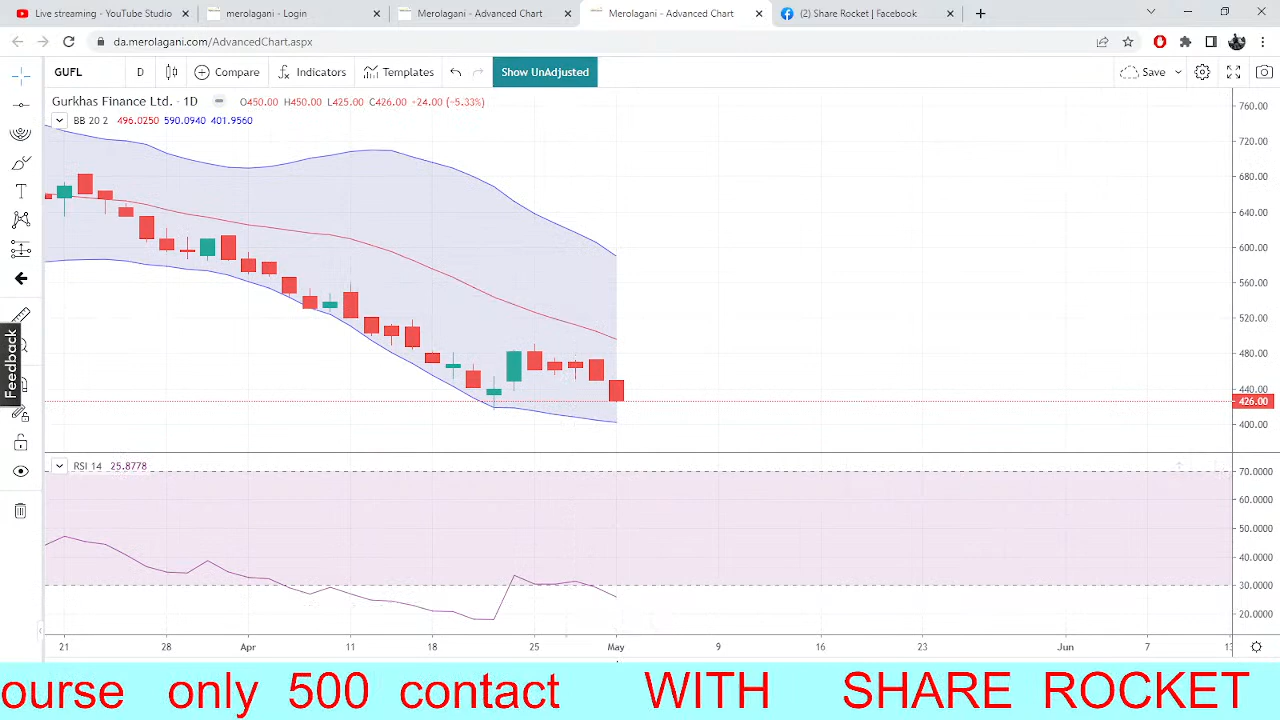 Live streaming - YouTube Studio
merolagani - Login
Merolagani - Advanced Chart
Merolagani - Advanced Chart
(2) Share Rocket | Facebook
da.merolagani.com/AdvancedChart.aspx
GUFL D Compare Indicators Templates Show UnAdjusted Save
Gurkhas Finance Ltd. · 1D O450.00 H450.00 L425.00 C426.00 -24.00 (-5.33%)
BB 20 2 496.0250 590.0940 401.9560
760.00
720.00
680.00
640.00
600.00
560.00
520.00
480.00
440.00
426.00
400.00
Feedback
RSI 14 25.8778
70.0000
60.0000
50.0000
40.0000
30.0000
20.0000
21 28 Apr 11 18 25 May 9 16 23 Jun 7 13
ourse only 500 contact WITH SHARE ROCKET